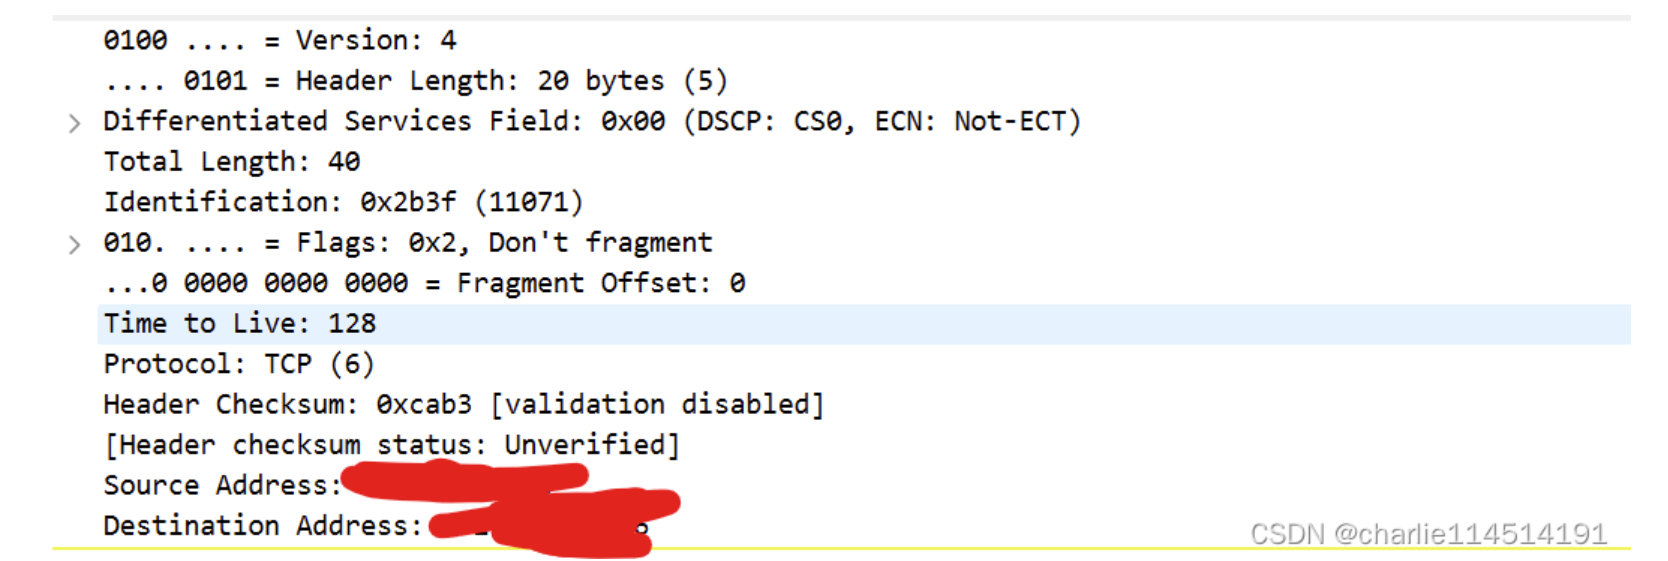 0100 .... = Version: 4
.... 0101 = Header Length: 20 bytes (5)
Differentiated Services Field: 0x00 (DSCP: CS0, ECN: Not-ECT)
Total Length: 40
Identification: 0x2b3f (11071)
010. .... = Flags: 0x2, Don't fragment
...0 0000 0000 0000 = Fragment Offset: 0
Time to Live: 128
Protocol: TCP (6)
Header Checksum: 0xcab3 [validation disabled]
[Header checksum status: Unverified]
Source Address:
Destination Address:
CSDN @charlie114514191